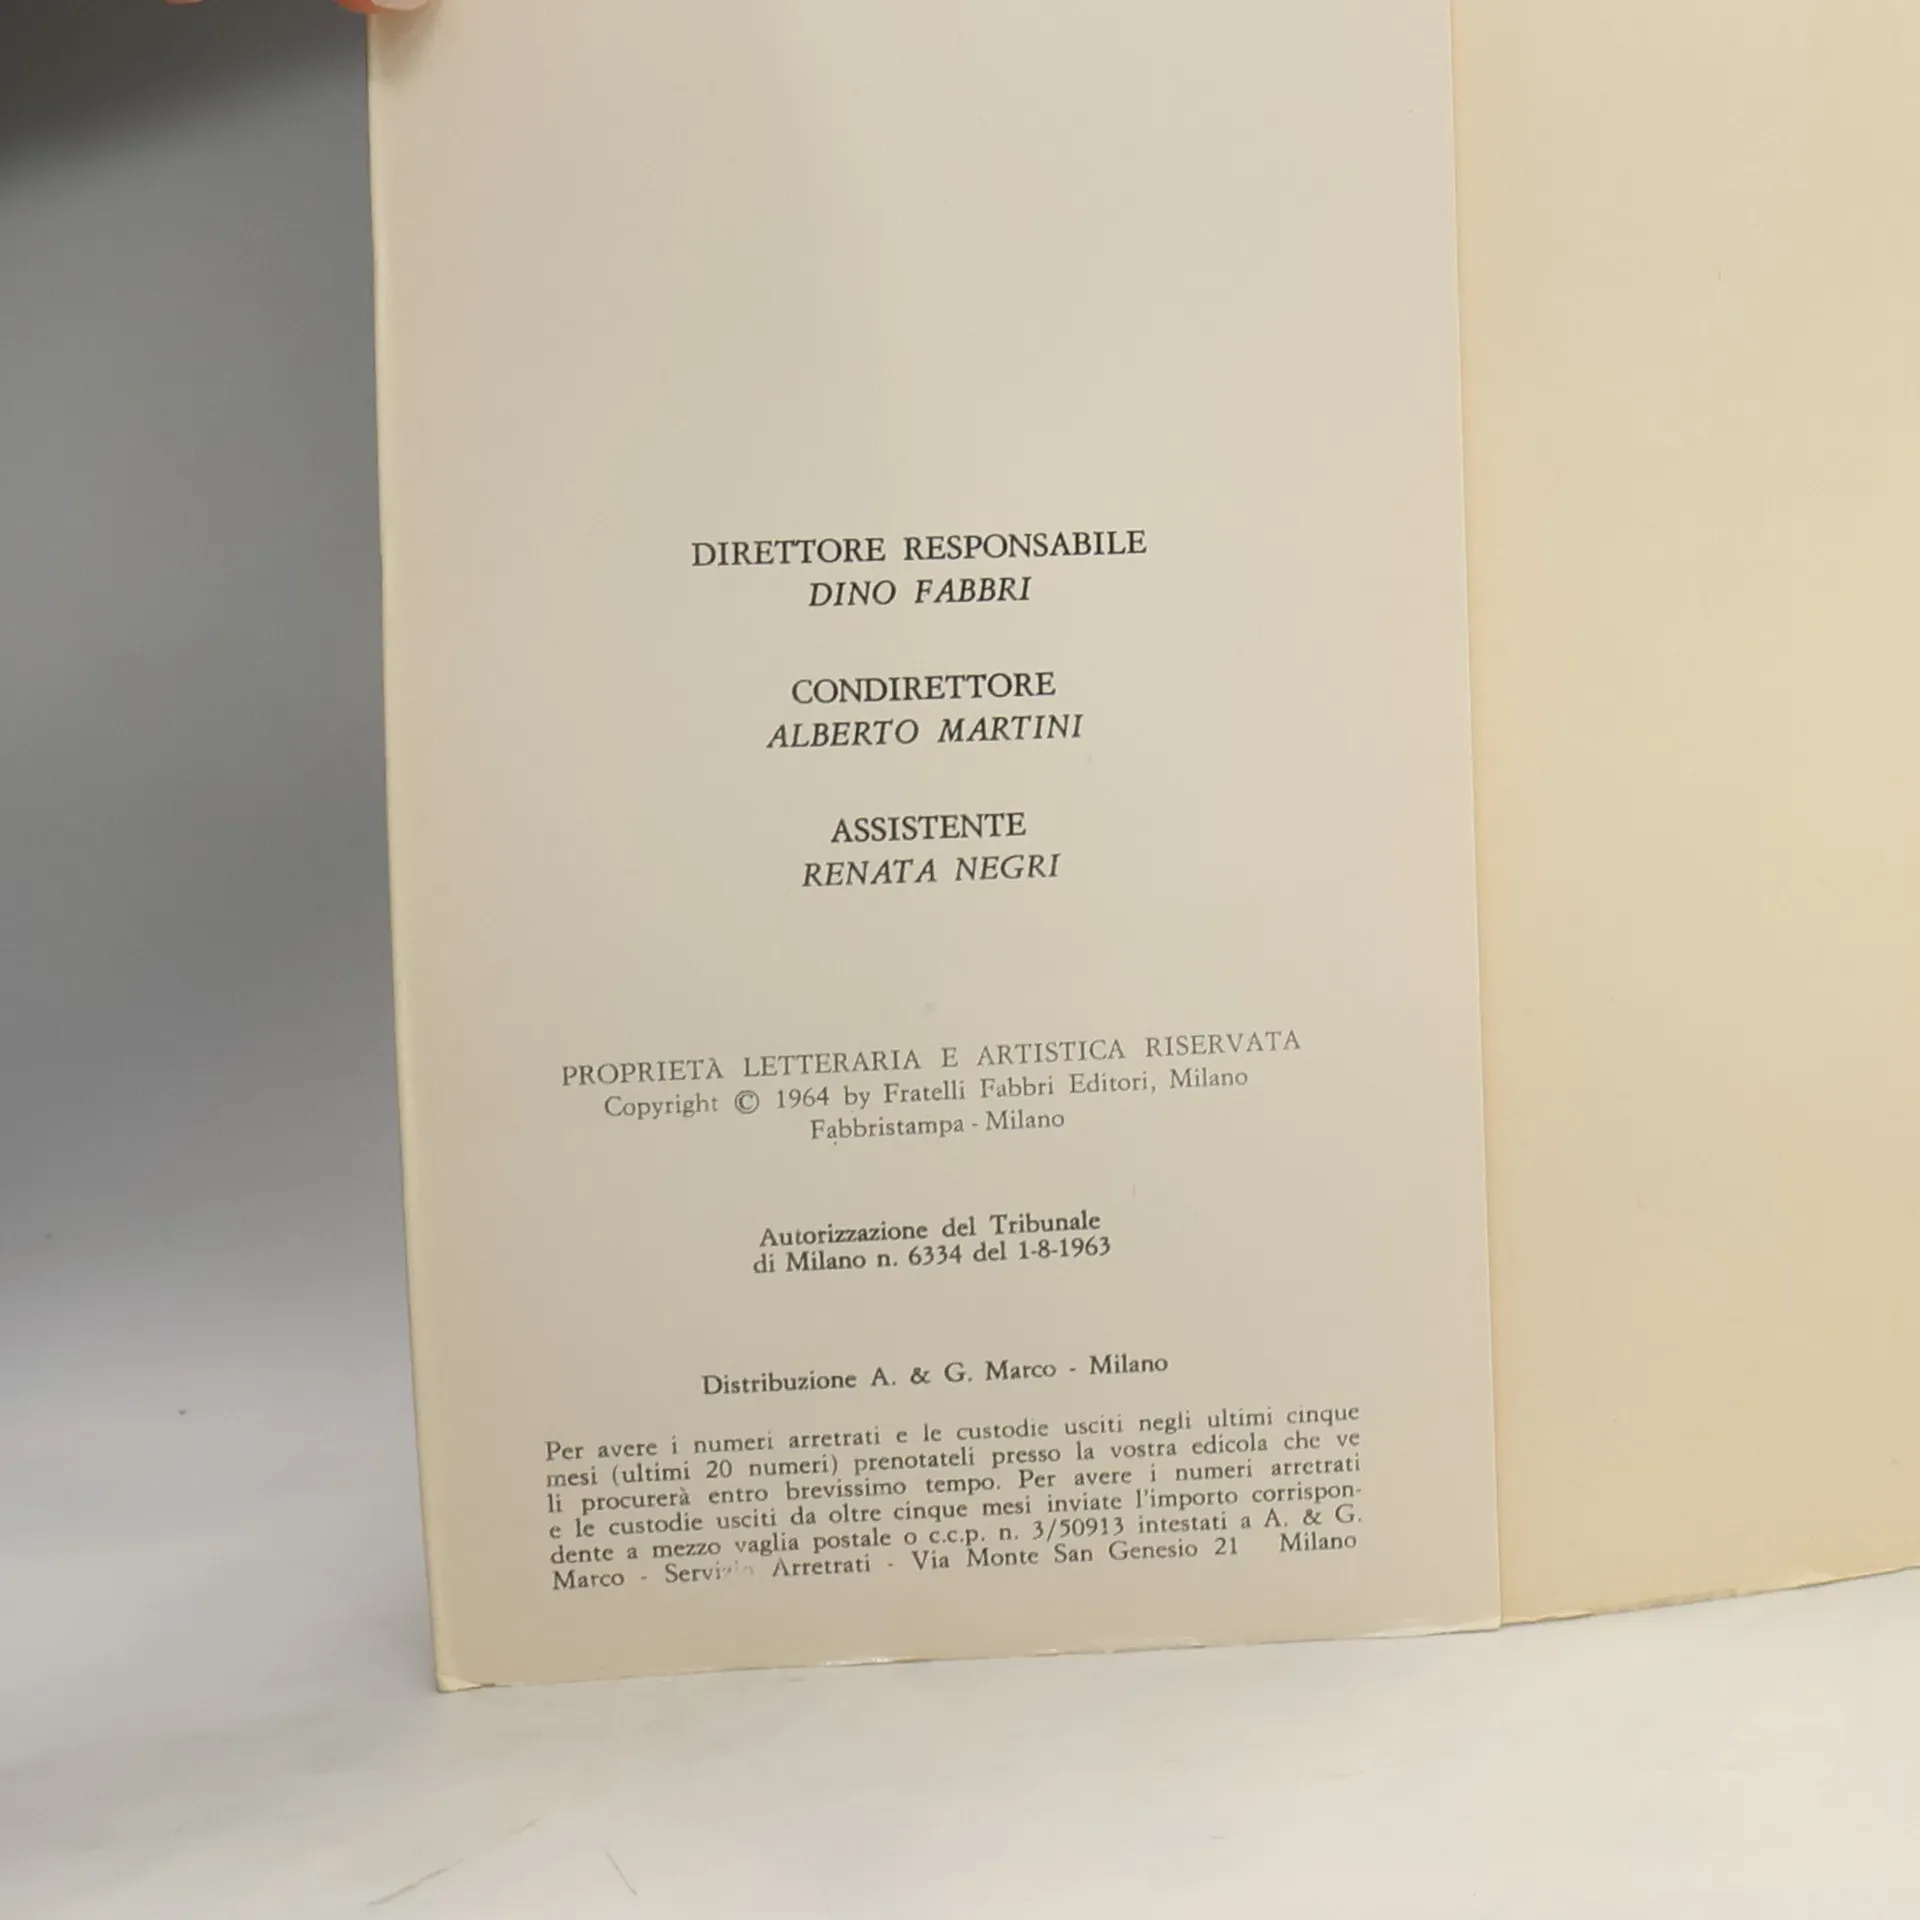 DIRETTORE RESPONSABILE
DINO FABBRI
CONDIRETTORE
ALBERTO MARTINI
ASSISTENTE
RENATA NEGRI
PROPRIETÀ LETTERARIA E ARTISTICA RISERVATA
Copyright © 1964 by Fratelli Fabbri Editori, Milano
Fabbristampa - Milano
Autorizzazione del Tribunale
di Milano n. 6334 del 1-8-1963
Distribuzione A. & G. Marco - Milano
Per avere i numeri arretrati e le custodie usciti negli ultimi cinque
mesi (ultimi 20 numeri) prenotateli presso la vostra edicola che ve
li procurerà entro brevissimo tempo. Per avere i numeri arretrati
e le custodie usciti da oltre cinque mesi inviate l'importo corrispon-
dente a mezzo vaglia postale o c.c.p. n. 3/50913 intestati a A. & G.
Marco - Arretrati - Via Monte San Genesio 21 Milano